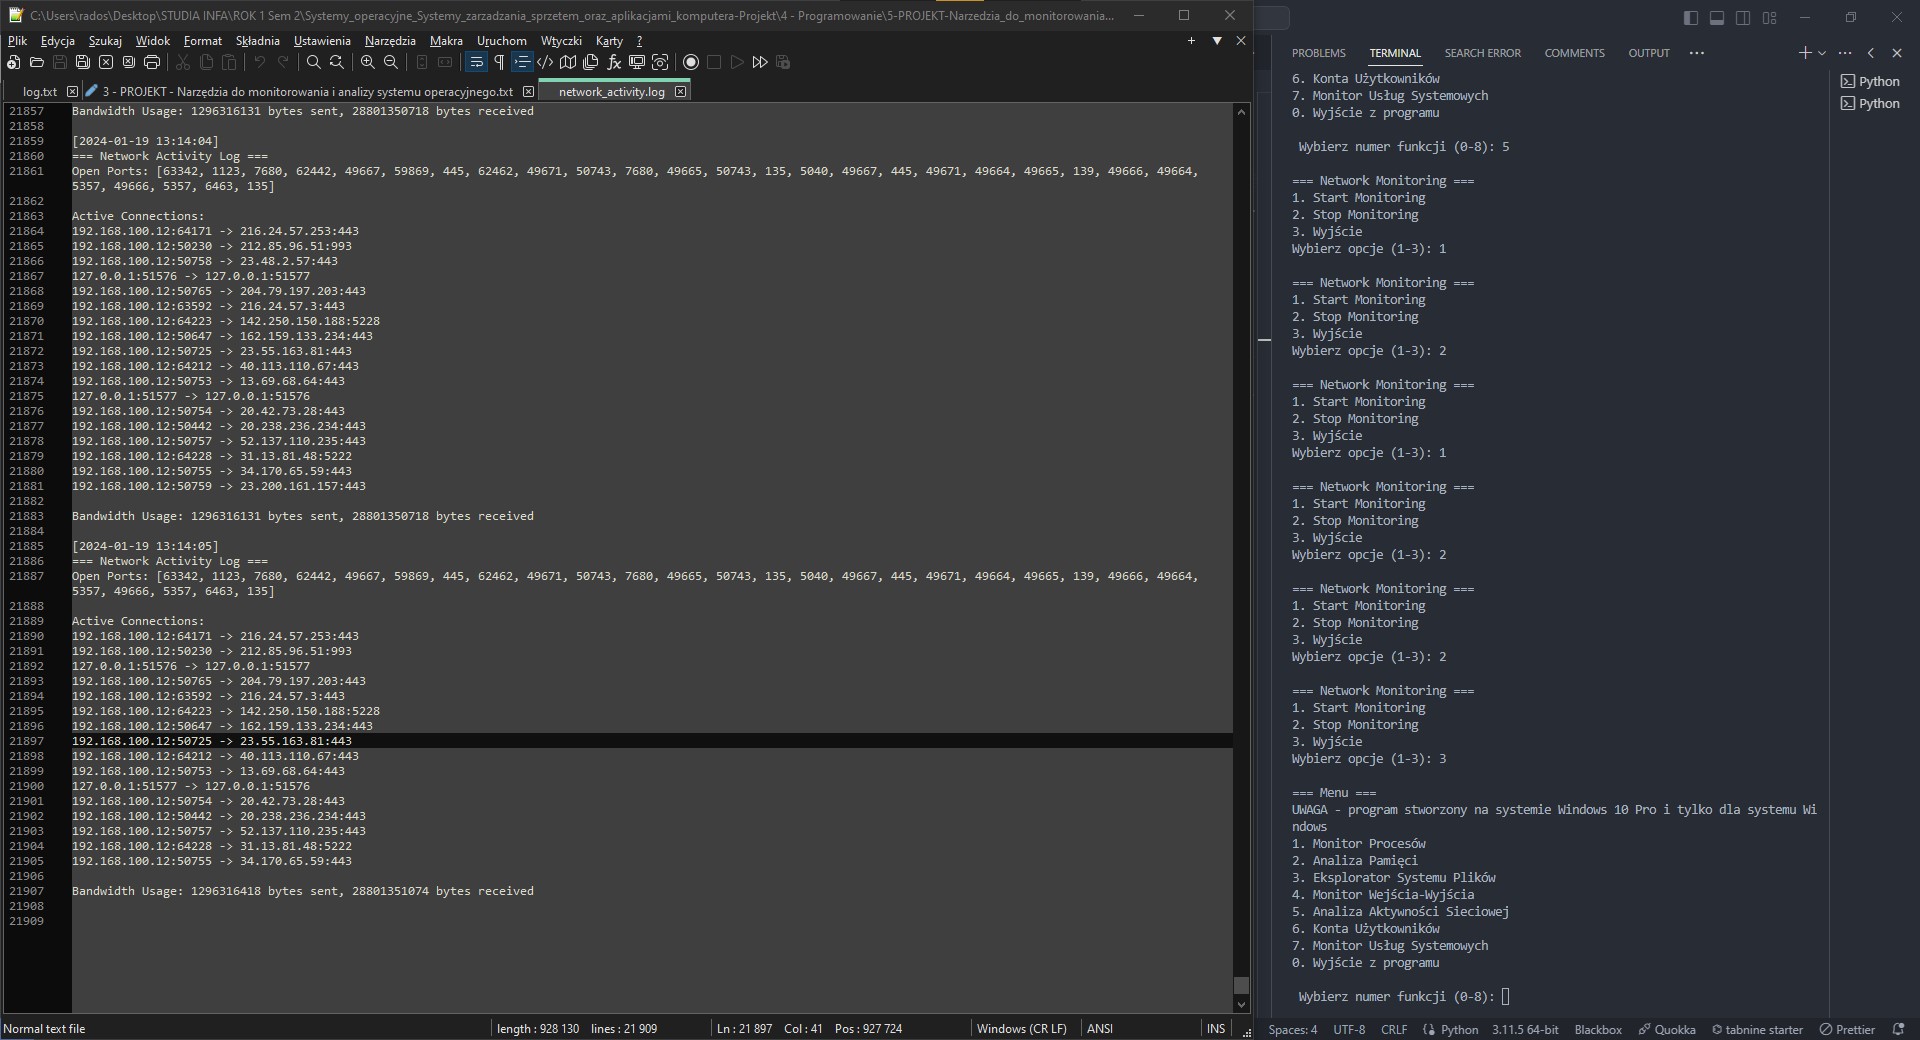 C:\Users\rados\Desktop\STUDIA INFA\ROK 1 Sem 2\Systemy_operacyjne_Systemy_zarzadzania_sprzetem_oraz_aplikacjami_komputera-Projekt\4 - Programowanie\5-PROJEKT-Narzedzia_do_monitorowania...
Plik Edycja Szukaj Widok Format Składnia Ustawienia Narzędzia Makra Uruchom Wtyczki Karty ?
log.txt
3 - PROJEKT - Narzędzia do monitorowania i analizy systemu operacyjnego.txt
network_activity.log
21857 Bandwidth Usage: 1296316131 bytes sent, 28801350718 bytes received
21858
21859 [2024-01-19 13:14:04]
21860 === Network Activity Log ===
21861 Open Ports: [63342, 1123, 7680, 62442, 49667, 59869, 445, 62462, 49671, 50743, 7680, 49665, 50743, 135, 5040, 49667, 445, 49671, 49664, 49665, 139, 49666, 49664,
5357, 49666, 5357, 6463, 135]
21862
21863 Active Connections:
21864 192.168.100.12:64171 -> 216.24.57.253:443
21865 192.168.100.12:50230 -> 212.85.96.51:993
21866 192.168.100.12:50758 -> 23.48.2.57:443
21867 127.0.0.1:51576 -> 127.0.0.1:51577
21868 192.168.100.12:50765 -> 204.79.197.203:443
21869 192.168.100.12:63592 -> 216.24.57.3:443
21870 192.168.100.12:64223 -> 142.250.150.188:5228
21871 192.168.100.12:50647 -> 162.159.133.234:443
21872 192.168.100.12:50725 -> 23.55.163.81:443
21873 192.168.100.12:64212 -> 40.113.110.67:443
21874 192.168.100.12:50753 -> 13.69.68.64:443
21875 127.0.0.1:51577 -> 127.0.0.1:51576
21876 192.168.100.12:50754 -> 20.42.73.28:443
21877 192.168.100.12:50442 -> 20.238.236.234:443
21878 192.168.100.12:50757 -> 52.137.110.235:443
21879 192.168.100.12:64228 -> 31.13.81.48:5222
21880 192.168.100.12:50755 -> 34.170.65.59:443
21881 192.168.100.12:50759 -> 23.200.161.157:443
21882
21883 Bandwidth Usage: 1296316131 bytes sent, 28801350718 bytes received
21884
21885 [2024-01-19 13:14:05]
21886 === Network Activity Log ===
21887 Open Ports: [63342, 1123, 7680, 62442, 49667, 59869, 445, 62462, 49671, 50743, 7680, 49665, 50743, 135, 5040, 49667, 445, 49671, 49664, 49665, 139, 49666, 49664,
5357, 49666, 5357, 6463, 135]
21888
21889 Active Connections:
21890 192.168.100.12:64171 -> 216.24.57.253:443
21891 192.168.100.12:50230 -> 212.85.96.51:993
21892 127.0.0.1:51576 -> 127.0.0.1:51577
21893 192.168.100.12:50765 -> 204.79.197.203:443
21894 192.168.100.12:63592 -> 216.24.57.3:443
21895 192.168.100.12:64223 -> 142.250.150.188:5228
21896 192.168.100.12:50647 -> 162.159.133.234:443
21897 192.168.100.12:50725 -> 23.55.163.81:443
21898 192.168.100.12:64212 -> 40.113.110.67:443
21899 192.168.100.12:50753 -> 13.69.68.64:443
21900 127.0.0.1:51577 -> 127.0.0.1:51576
21901 192.168.100.12:50754 -> 20.42.73.28:443
21902 192.168.100.12:50442 -> 20.238.236.234:443
21903 192.168.100.12:50757 -> 52.137.110.235:443
21904 192.168.100.12:64228 -> 31.13.81.48:5222
21905 192.168.100.12:50755 -> 34.170.65.59:443
21906
21907 Bandwidth Usage: 1296316418 bytes sent, 28801351074 bytes received
21908
21909
Normal text file length : 928 130 lines : 21 909 Ln : 21 897 Col : 41 Pos : 927 724 Windows (CR LF) ANSI INS
PROBLEMS TERMINAL SEARCH ERROR COMMENTS OUTPUT
6. Konta Użytkowników
7. Monitor Usług Systemowych
0. Wyjście z programu
Wybierz numer funkcji (0-8): 5
=== Network Monitoring ===
1. Start Monitoring
2. Stop Monitoring
3. Wyjście
Wybierz opcje (1-3): 1
=== Network Monitoring ===
1. Start Monitoring
2. Stop Monitoring
3. Wyjście
Wybierz opcje (1-3): 2
=== Network Monitoring ===
1. Start Monitoring
2. Stop Monitoring
3. Wyjście
Wybierz opcje (1-3): 1
=== Network Monitoring ===
1. Start Monitoring
2. Stop Monitoring
3. Wyjście
Wybierz opcje (1-3): 2
=== Network Monitoring ===
1. Start Monitoring
2. Stop Monitoring
3. Wyjście
Wybierz opcje (1-3): 2
=== Network Monitoring ===
1. Start Monitoring
2. Stop Monitoring
3. Wyjście
Wybierz opcje (1-3): 3
=== Menu ===
UWAGA - program stworzony na systemie Windows 10 Pro i tylko dla systemu Wi
ndows
1. Monitor Procesów
2. Analiza Pamięci
3. Eksplorator Systemu Plików
4. Monitor Wejścia-Wyjścia
5. Analiza Aktywności Sieciowej
6. Konta Użytkowników
7. Monitor Usług Systemowych
0. Wyjście z programu
Wybierz numer funkcji (0-8):
Python
Python
Spaces: 4 UTF-8 CRLF Python 3.11.5 64-bit Blackbox Quokka tabnine starter Prettier